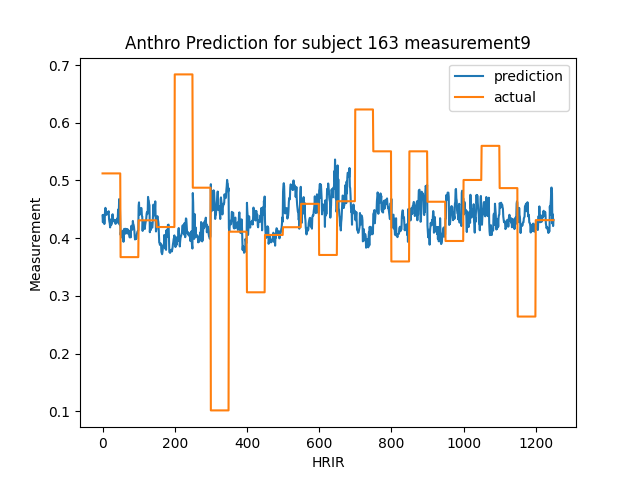 Anthro Prediction for subject 163 measurement9
prediction
actual
0.7
0.6
0.5
0.4
0.3
0.2
0.1
Measurement
0 200 400 600 800 1000 1200
HRIR